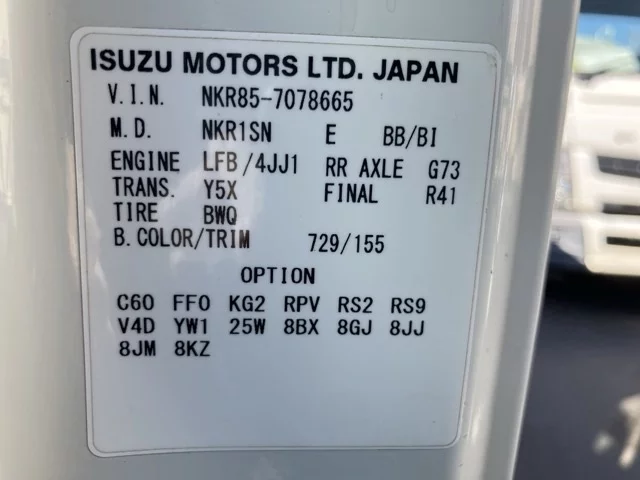 ISUZU MOTORS LTD. JAPAN
V.I.N. NKR85-7078665
M.D. NKR1SN E BB/BI
ENGINE LFB/4JJ1 RR AXLE G73
TRANS. Y5X FINAL R41
TIRE BWQ
B.COLOR/TRIM 729/155
OPTION
C60 FF0 KG2 RPV RS2 RS9
V4D YW1 25W 8BX 8GJ 8JJ
8JM 8KZ